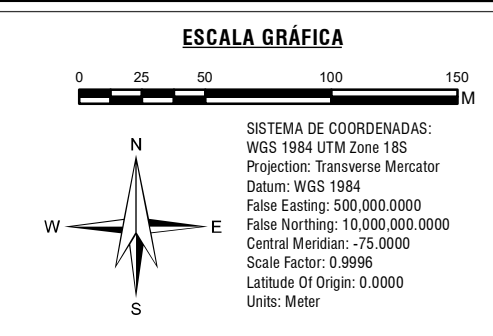 ESCALA GRÁFICA
0 25 50 100 150
M
SISTEMA DE COORDENADAS:
WGS 1984 UTM Zone 18S
Projection: Transverse Mercator
Datum: WGS 1984
False Easting: 500,000.0000
False Northing: 10,000,000.0000
Central Meridian: -75.0000
Scale Factor: 0.9996
Latitude Of Origin: 0.0000
Units: Meter
N
W E
S